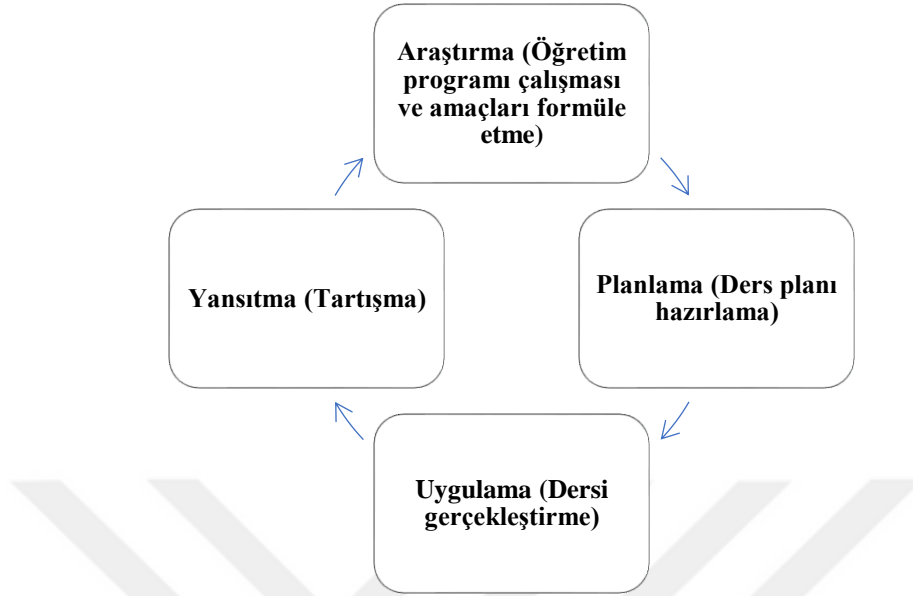 Araştırma (Öğretim
programı çalışması
ve amaçları formüle
etme)
Planlama (Ders planı
hazırlama)
Uygulama (Dersi
gerçekleştirme)
Yansıtma (Tartışma)